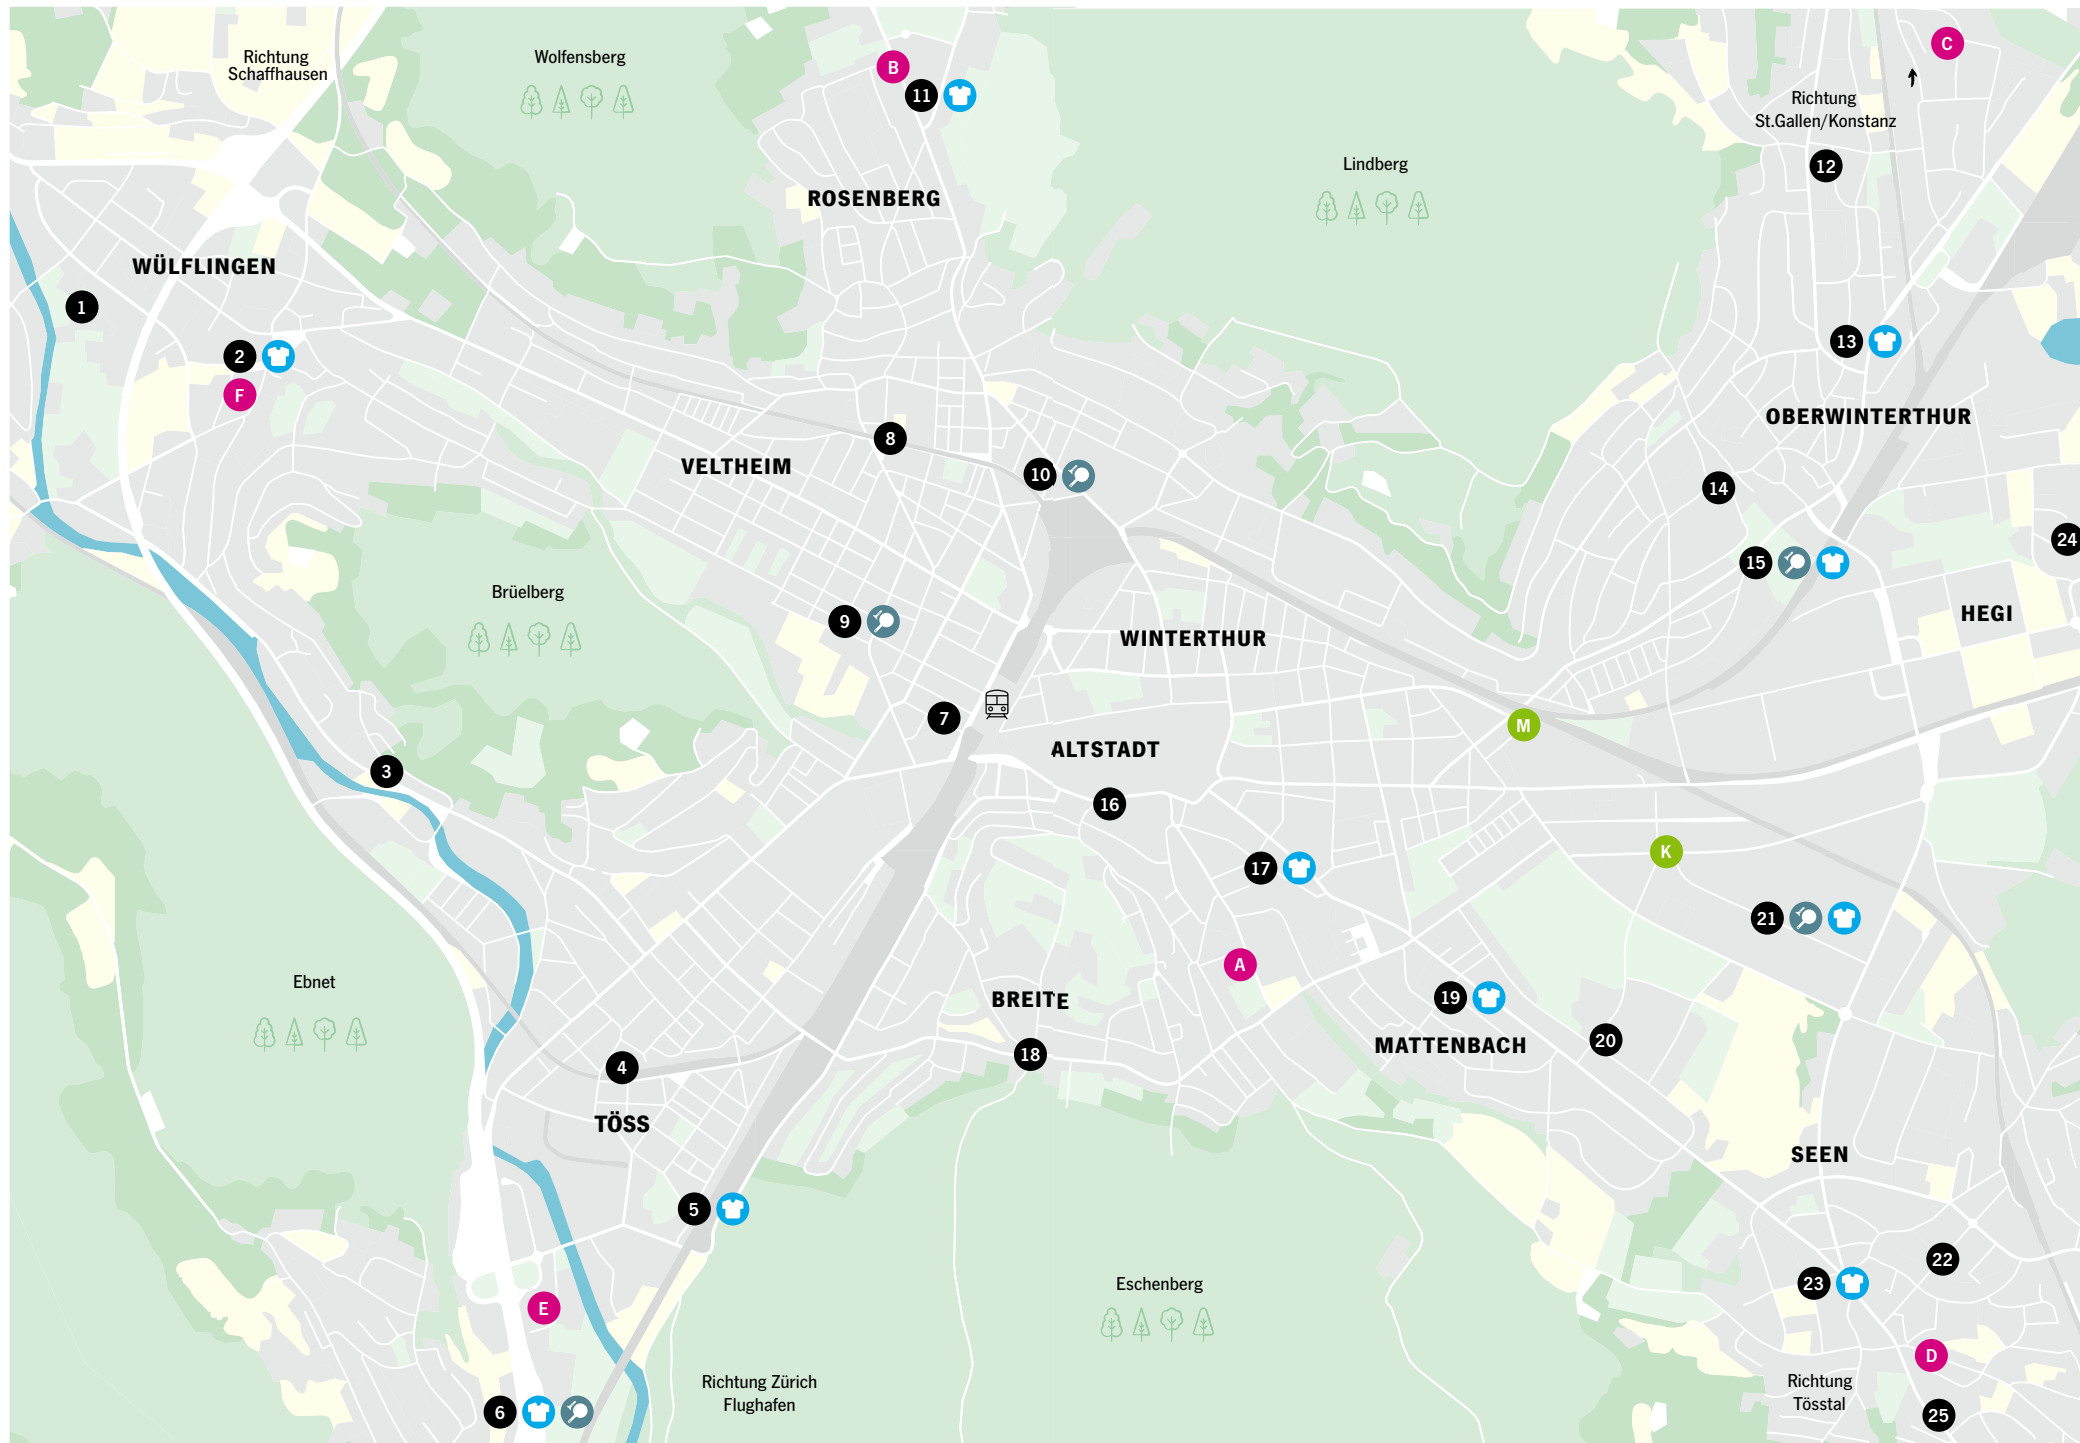 Richtung
Schaffhausen
Wolfensberg
B
11
C
Richtung
St.Gallen/Konstanz
12
Lindberg
ROSENBERG
WÜLFLINGEN
1
2
F
13
OBERWINTERTHUR
8
VELTHEIM
10
14
24
15
Brüelberg
9
WINTERTHUR
HEGI
7
M
ALTSTADT
3
16
K
17
21
A
Ebnet
BREITE
19
MATTENBACH
20
18
4
TÖSS
SEEN
5
22
23
Eschenberg
E
D
Richtung Zürich
Flughafen
Richtung
Tösstal
6
25